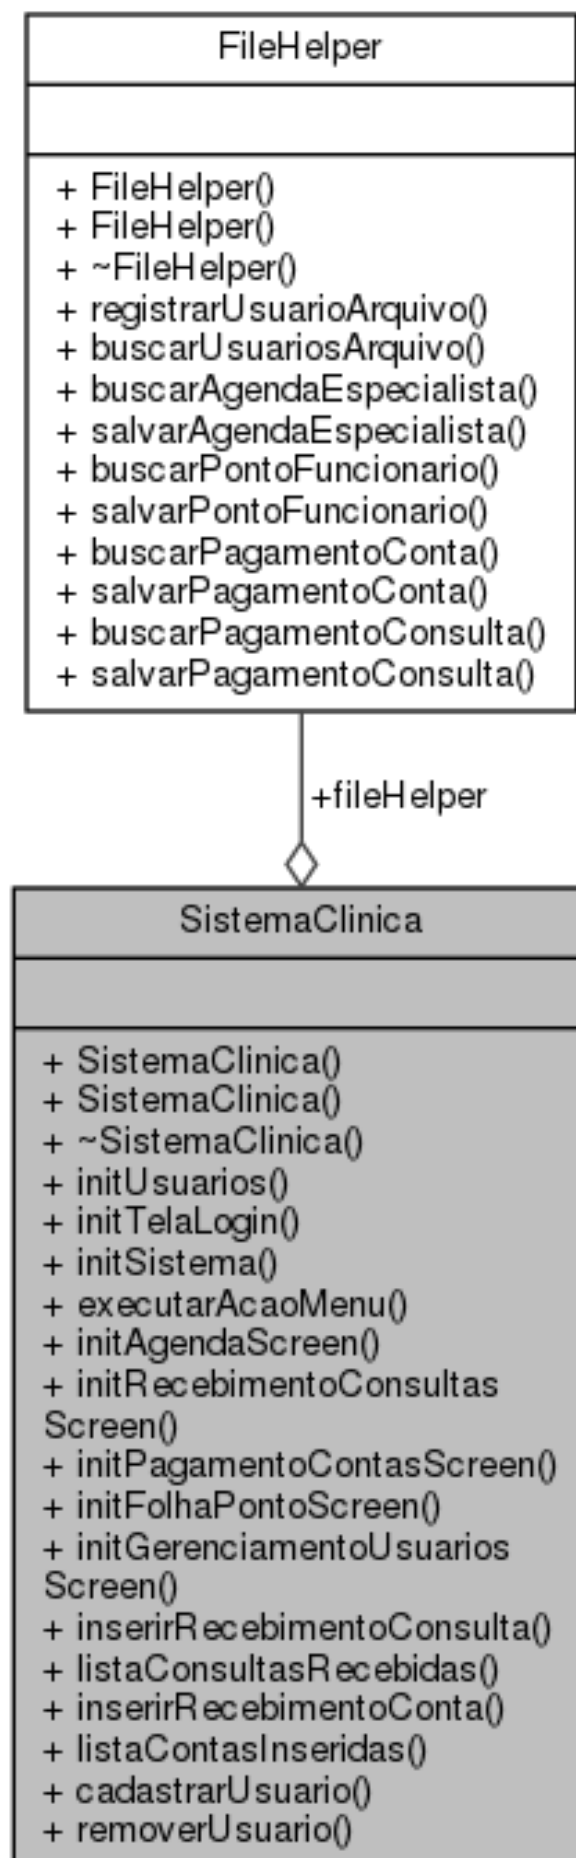 FileHelper
+ FileHelper()
+ FileHelper()
+ ~FileHelper()
+ registrarUsuarioArquivo()
+ buscarUsuariosArquivo()
+ buscarAgendaEspecialista()
+ salvarAgendaEspecialista()
+ buscarPontoFuncionario()
+ salvarPontoFuncionario()
+ buscarPagamentoConta()
+ salvarPagamentoConta()
+ buscarPagamentoConsulta()
+ salvarPagamentoConsulta()
+fileHelper
SistemaClinica
+ SistemaClinica()
+ SistemaClinica()
+ ~SistemaClinica()
+ initUsuarios()
+ initTelaLogin()
+ initSistema()
+ executarAcaoMenu()
+ initAgendaScreen()
+ initRecebimentoConsultas
Screen()
+ initPagamentoContasScreen()
+ initFolhaPontoScreen()
+ initGerenciamentoUsuarios
Screen()
+ inserirRecebimentoConsulta()
+ listaConsultasRecebidas()
+ inserirRecebimentoConta()
+ listaContasInseridas()
+ cadastrarUsuario()
+ removerUsuario()